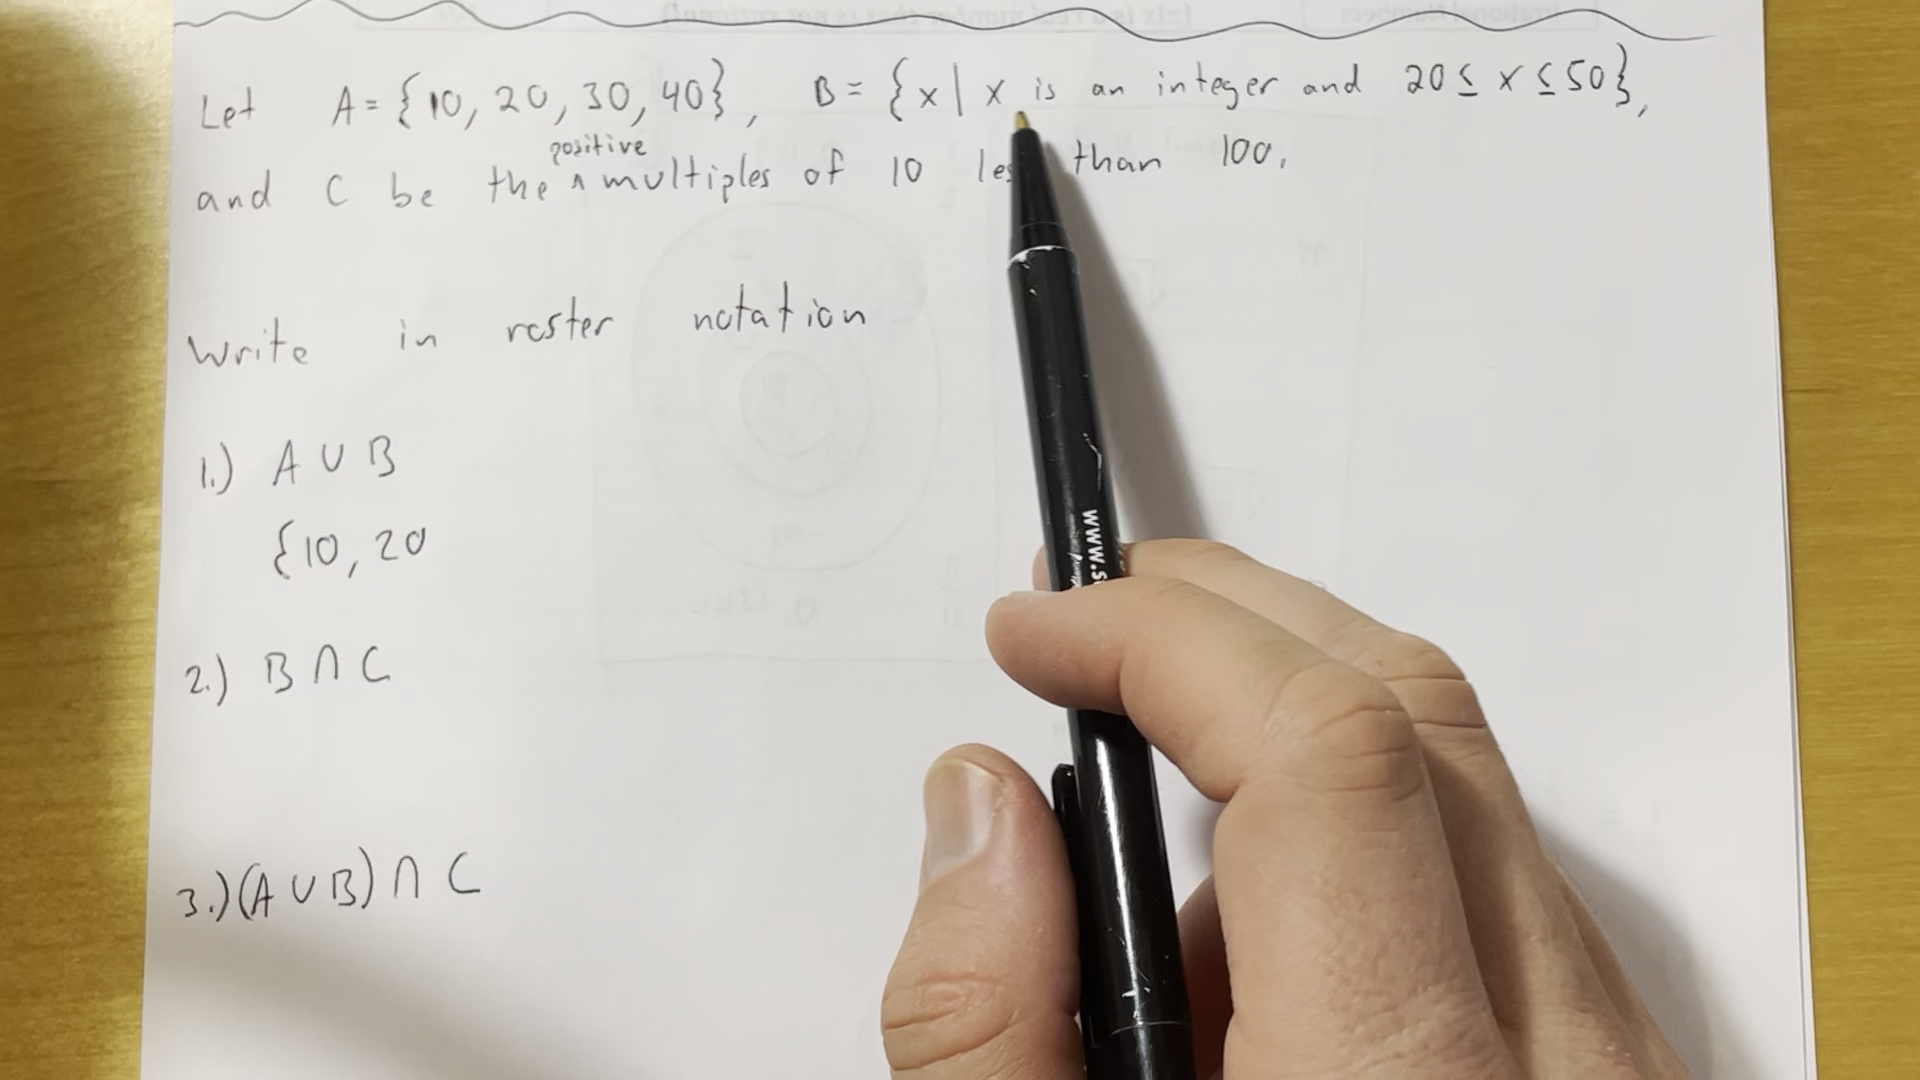 Let A = {10, 20, 30, 40}, B = {x | x is an integer and 20 ≤ x ≤ 50},
positive
and C be the ^ multiples of 10 than 100.
Write in roster notation
1.) A ∪ B
{10, 20
2.) B ∩ C
3.) (A ∪ B) ∩ C
www.s